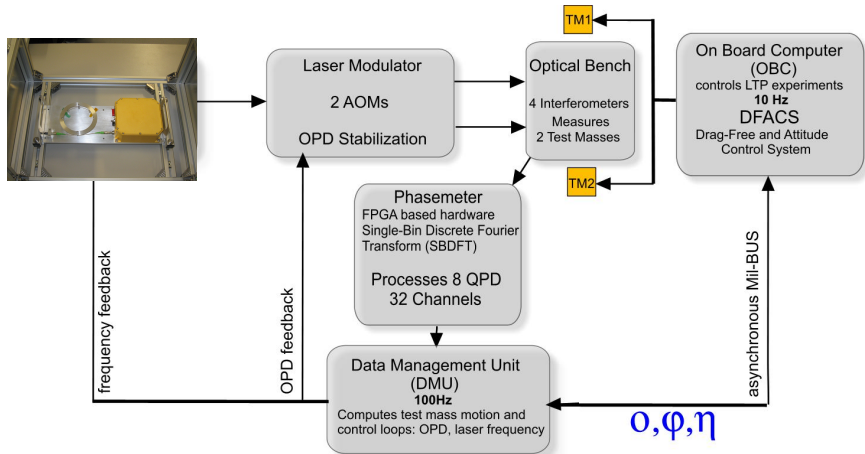 TM1
Laser Modulator
2 AOMs
OPD Stabilization
Optical Bench
4 Interferometers
Measures
2 Test Masses
On Board Computer
(OBC)
controls LTP experiments
10 Hz
DFACS
Drag-Free and Attitude
Control System
TM2
Phasemeter
FPGA based hardware
Single-Bin Discrete Fourier
Transform (SBDFT)
Processes 8 QPD
32 Channels
frequency feedback
OPD feedback
asynchronous Mil-BUS
Data Management Unit
(DMU)
100Hz
Computes test mass motion and
control loops: OPD, laser frequency
o,φ,η